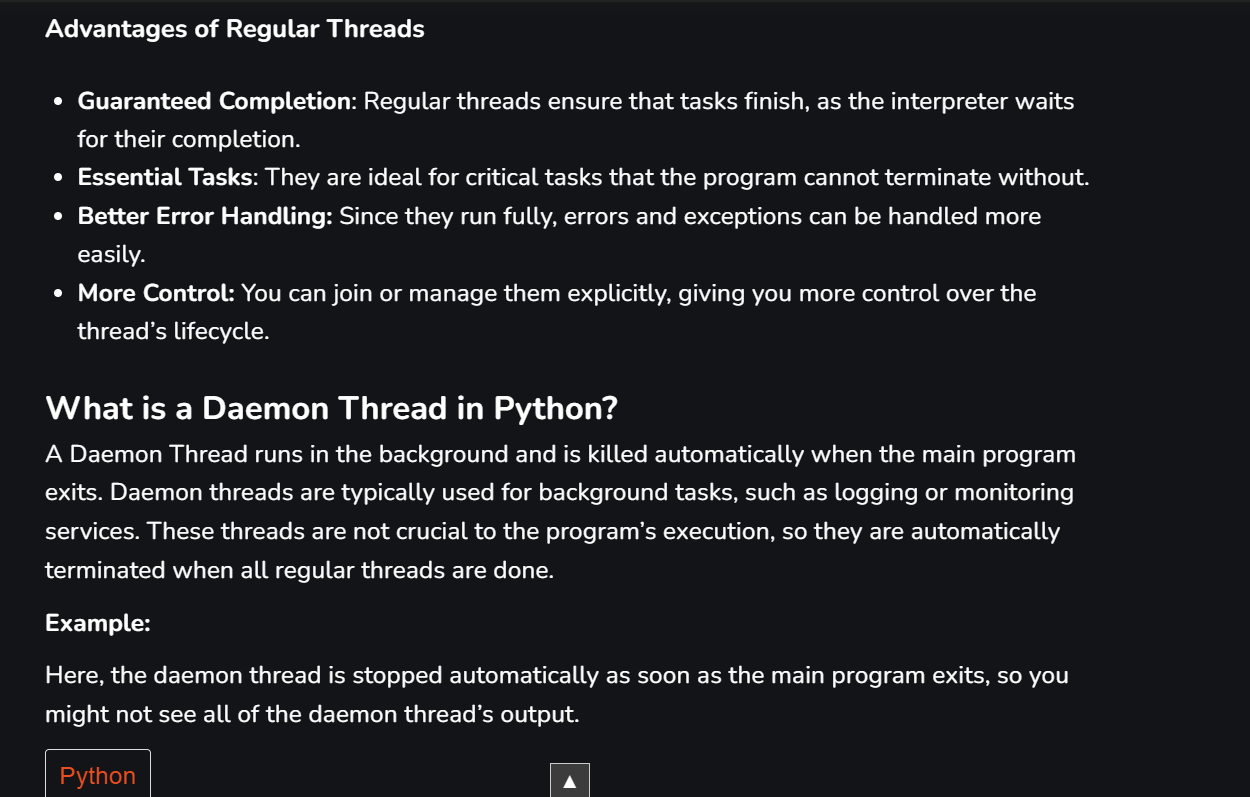 Advantages of Regular Threads
• Guaranteed Completion: Regular threads ensure that tasks finish, as the interpreter waits
for their completion.
• Essential Tasks: They are ideal for critical tasks that the program cannot terminate without.
• Better Error Handling: Since they run fully, errors and exceptions can be handled more
easily.
• More Control: You can join or manage them explicitly, giving you more control over the
thread’s lifecycle.
What is a Daemon Thread in Python?
A Daemon Thread runs in the background and is killed automatically when the main program
exits. Daemon threads are typically used for background tasks, such as logging or monitoring
services. These threads are not crucial to the program’s execution, so they are automatically
terminated when all regular threads are done.
Example:
Here, the daemon thread is stopped automatically as soon as the main program exits, so you
might not see all of the daemon thread’s output.
Python
▲